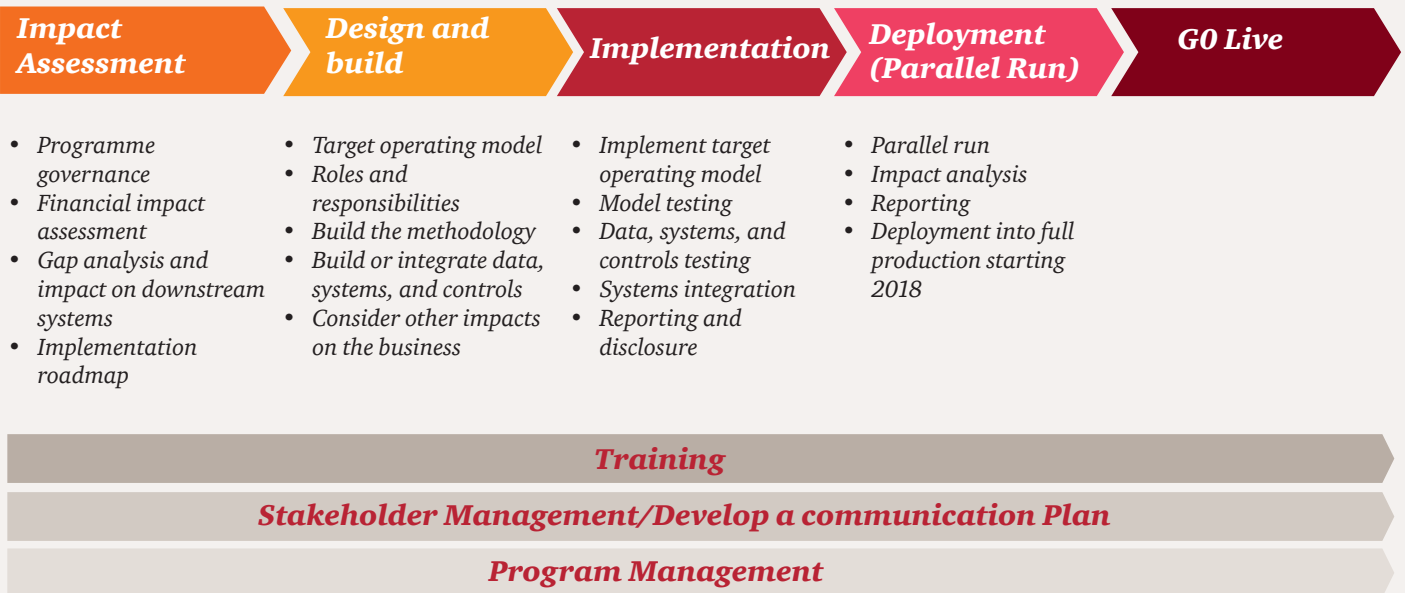 Impact
Assessment
Design and
build
Implementation
Deployment
(Parallel Run)
G0 Live
• Programme
governance
• Financial impact
assessment
• Gap analysis and
impact on downstream
systems
• Implementation
roadmap
• Target operating model
• Roles and
responsibilities
• Build the methodology
• Build or integrate data,
systems, and controls
• Consider other impacts
on the business
• Implement target
operating model
• Model testing
• Data, systems, and
controls testing
• Systems integration
• Reporting and
disclosure
• Parallel run
• Impact analysis
• Reporting
• Deployment into full
production starting
2018
Training
Stakeholder Management/Develop a communication Plan
Program Management